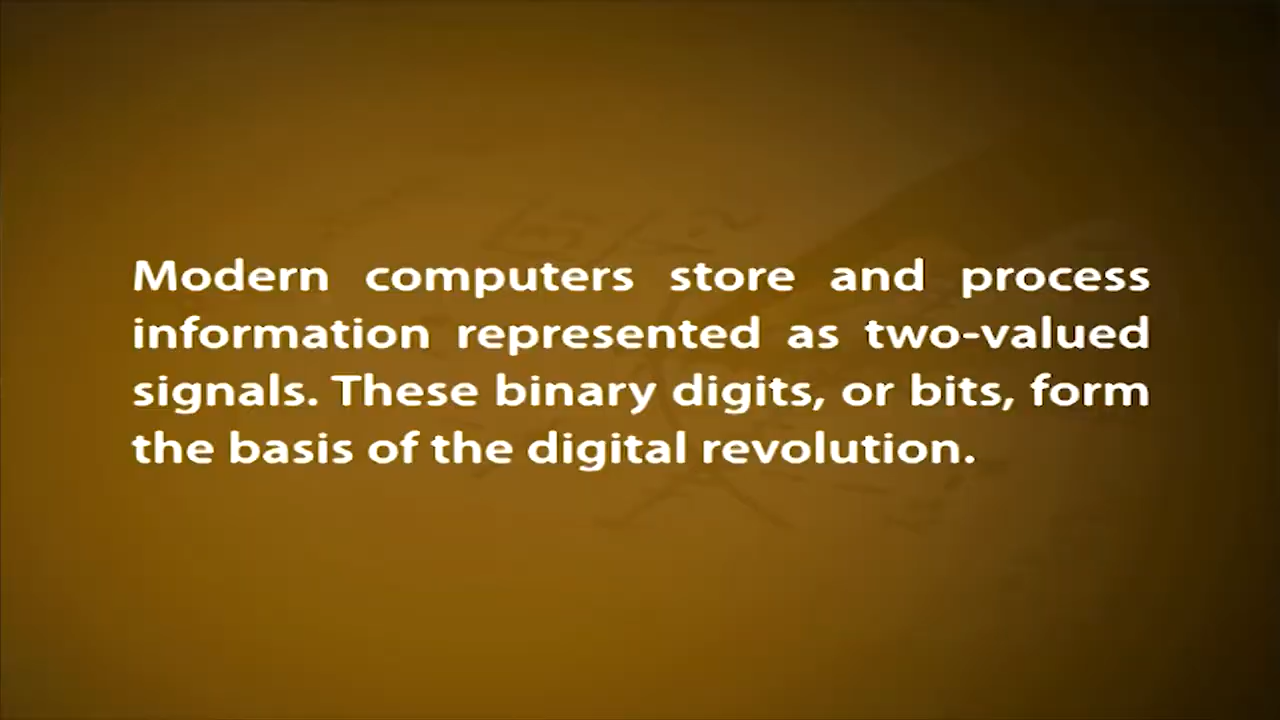 Modern computers store and process
information represented as two-valued
signals. These binary digits, or bits, form
the basis of the digital revolution.